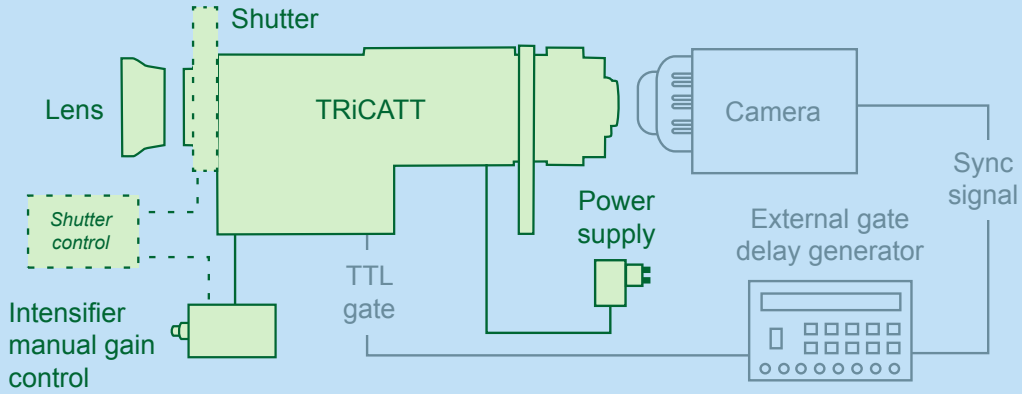 Shutter
Lens
TRiCATT
Camera
Sync
signal
Shutter
control
Power
supply
External gate
delay generator
TTL
gate
Intensifier
manual gain
control